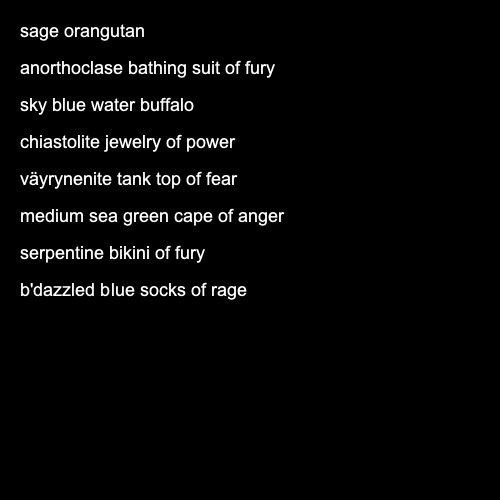 sage orangutan
anorthoclase bathing suit of fury
sky blue water buffalo
chiastolite jewelry of power
väyrynenite tank top of fear
medium sea green cape of anger
serpentine bikini of fury
b'dazzled blue socks of rage